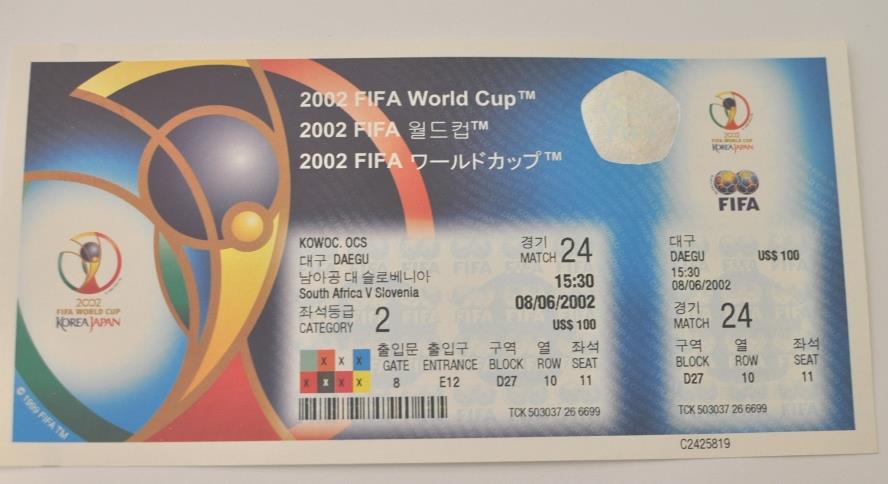 2002 FIFA World Cup™
2002 FIFA 월드컵™
2002 FIFA ワールドカップ™
2002
FIFA WORLD CUP
KOREA JAPAN
© 1999 FIFA TM
KOWOC. OCS
대구 DAEGU
남아공 대 슬로베니아
South Africa V Slovenia
좌석등급
CATEGORY 2
경기
MATCH 24
15:30
08/06/2002
US$ 100
X X X
X X X X
출입문 출입구 구역 열 좌석
GATE ENTRANCE BLOCK ROW SEAT
8 E12 D27 10 11
TCK 503037 26 6699
2002
FIFA WORLD CUP
KOREA JAPAN
FIFA
대구
DAEGU US$ 100
15:30
08/06/2002
경기
MATCH 24
구역 열 좌석
BLOCK ROW SEAT
D27 10 11
TCK 503037 26 6699
C2425819